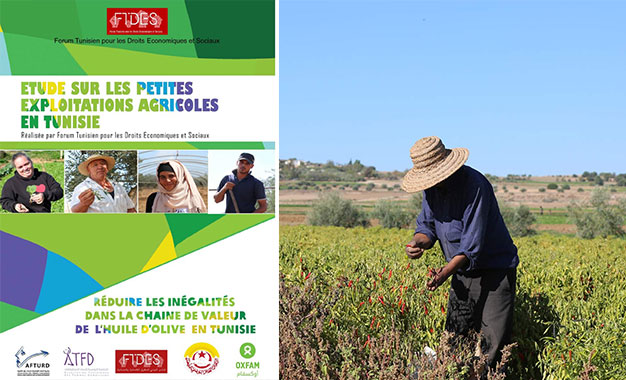 FTDES
Forum Tunisien pour les Droits Economiques et Sociaux
ETUDE SUR LES PETITES
EXPLOITATIONS AGRICOLES
EN TUNISIE
Réalisée par Forum Tunisien pour les Droits Economiques et Sociaux
RÉDUIRE LES INÉGALITÉS
DANS LA CHAINE DE VALEUR
DE L'HUILE D'OLIVE EN TUNISIE
AFTURD
ATFD
FTDES
OXFAM
أوكسفام